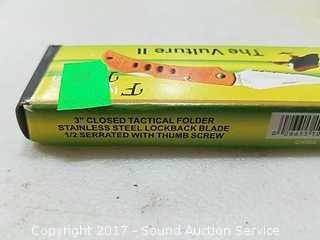 The Vulture II
F
3" CLOSED TACTICAL FOLDER
STAINLESS STEEL LOCKBACK BLADE
1/2 SERRATED WITH THUMB SCREW
Copyright 2017 - Sound Auction Service